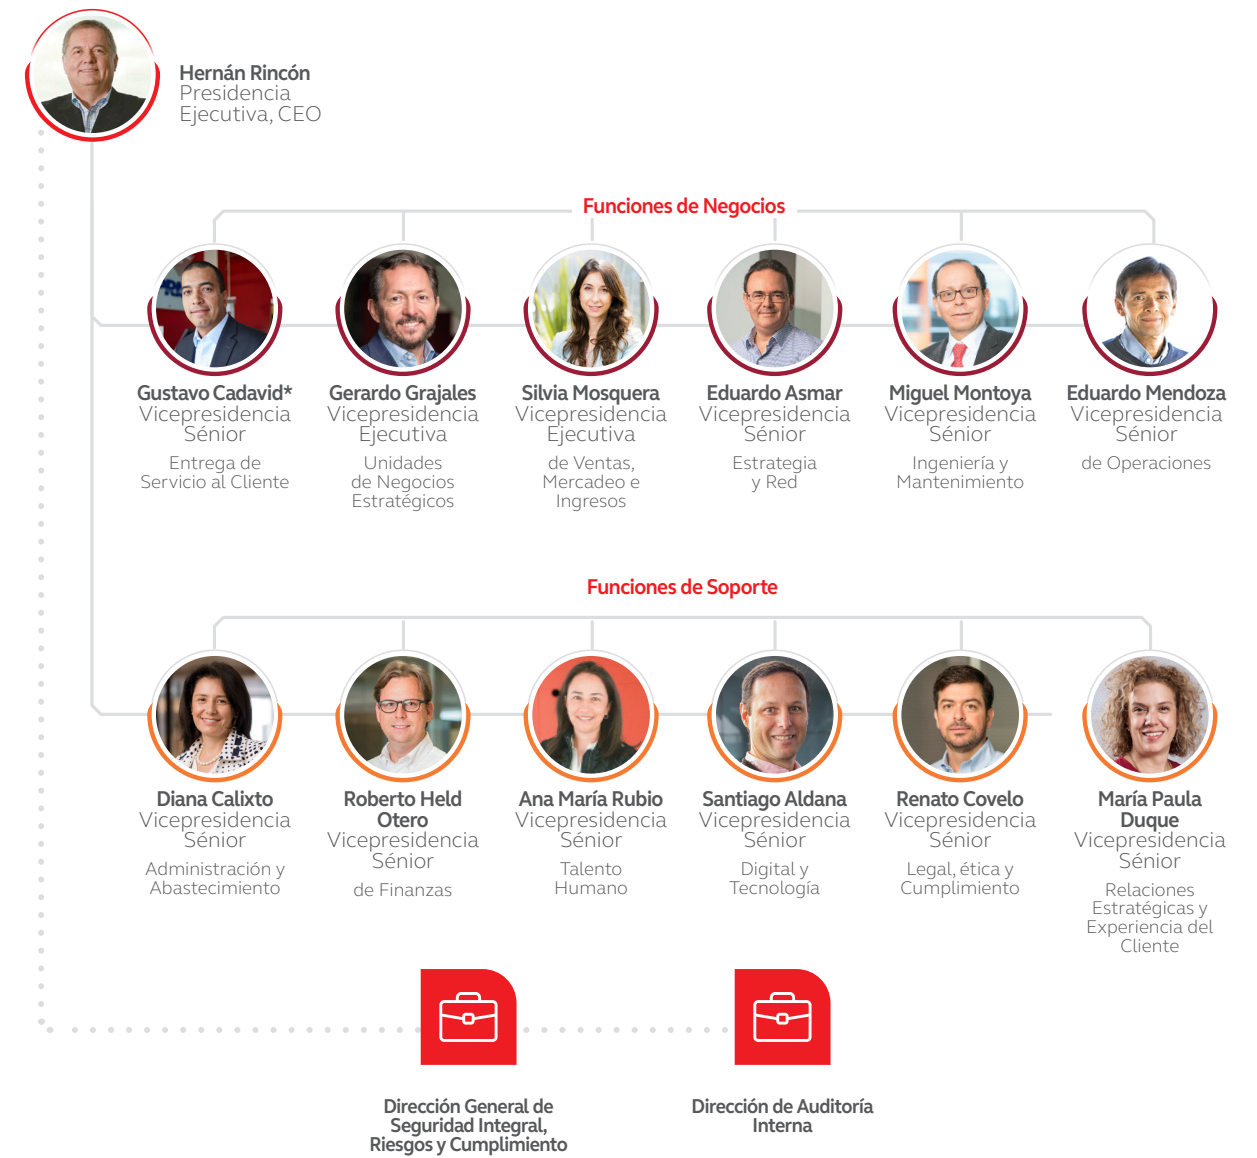 Hernán Rincón
Presidencia
Ejecutiva, CEO
Funciones de Negocios
Gustavo Cadavid*
Vicepresidencia
Sénior
Entrega de
Servicio al Cliente
Gerardo Grajales
Vicepresidencia
Ejecutiva
Unidades
de Negocios
Estratégicos
Silvia Mosquera
Vicepresidencia
Ejecutiva
de Ventas,
Mercadeo e
Ingresos
Eduardo Asmar
Vicepresidencia
Sénior
Estrategia
y Red
Miguel Montoya
Vicepresidencia
Sénior
Ingeniería y
Mantenimiento
Eduardo Mendoza
Vicepresidencia
Sénior
de Operaciones
Funciones de Soporte
Diana Calixto
Vicepresidencia
Sénior
Administración y
Abastecimiento
Roberto Held
Otero
Vicepresidencia
Sénior
de Finanzas
Ana María Rubio
Vicepresidencia
Sénior
Talento
Humano
Santiago Aldana
Vicepresidencia
Sénior
Digital y
Tecnología
Renato Covelo
Vicepresidencia
Sénior
Legal, ética y
Cumplimiento
María Paula
Duque
Vicepresidencia
Sénior
Relaciones
Estratégicas y
Experiencia del
Cliente
Dirección General de
Seguridad Integral,
Riesgos y Cumplimiento
Dirección de Auditoría
Interna